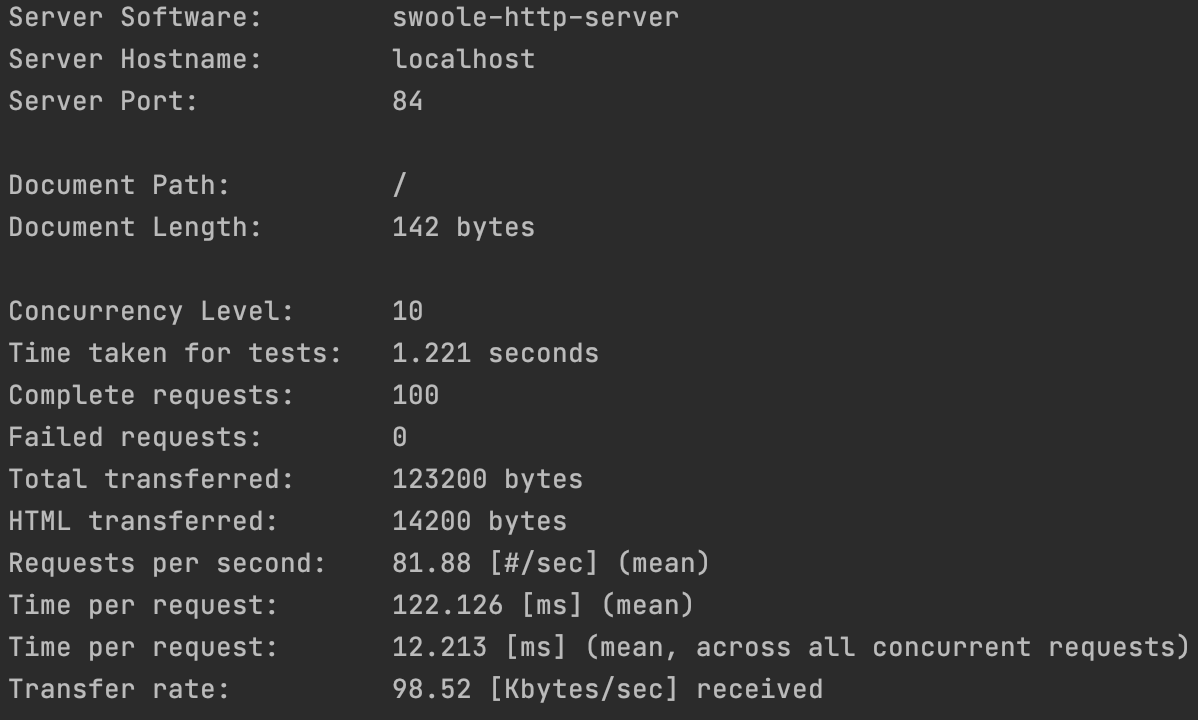 Server Software: swoole-http-server
Server Hostname: localhost
Server Port: 84
Document Path: /
Document Length: 142 bytes
Concurrency Level: 10
Time taken for tests: 1.221 seconds
Complete requests: 100
Failed requests: 0
Total transferred: 123200 bytes
HTML transferred: 14200 bytes
Requests per second: 81.88 [#/sec] (mean)
Time per request: 122.126 [ms] (mean)
Time per request: 12.213 [ms] (mean, across all concurrent requests)
Transfer rate: 98.52 [Kbytes/sec] received